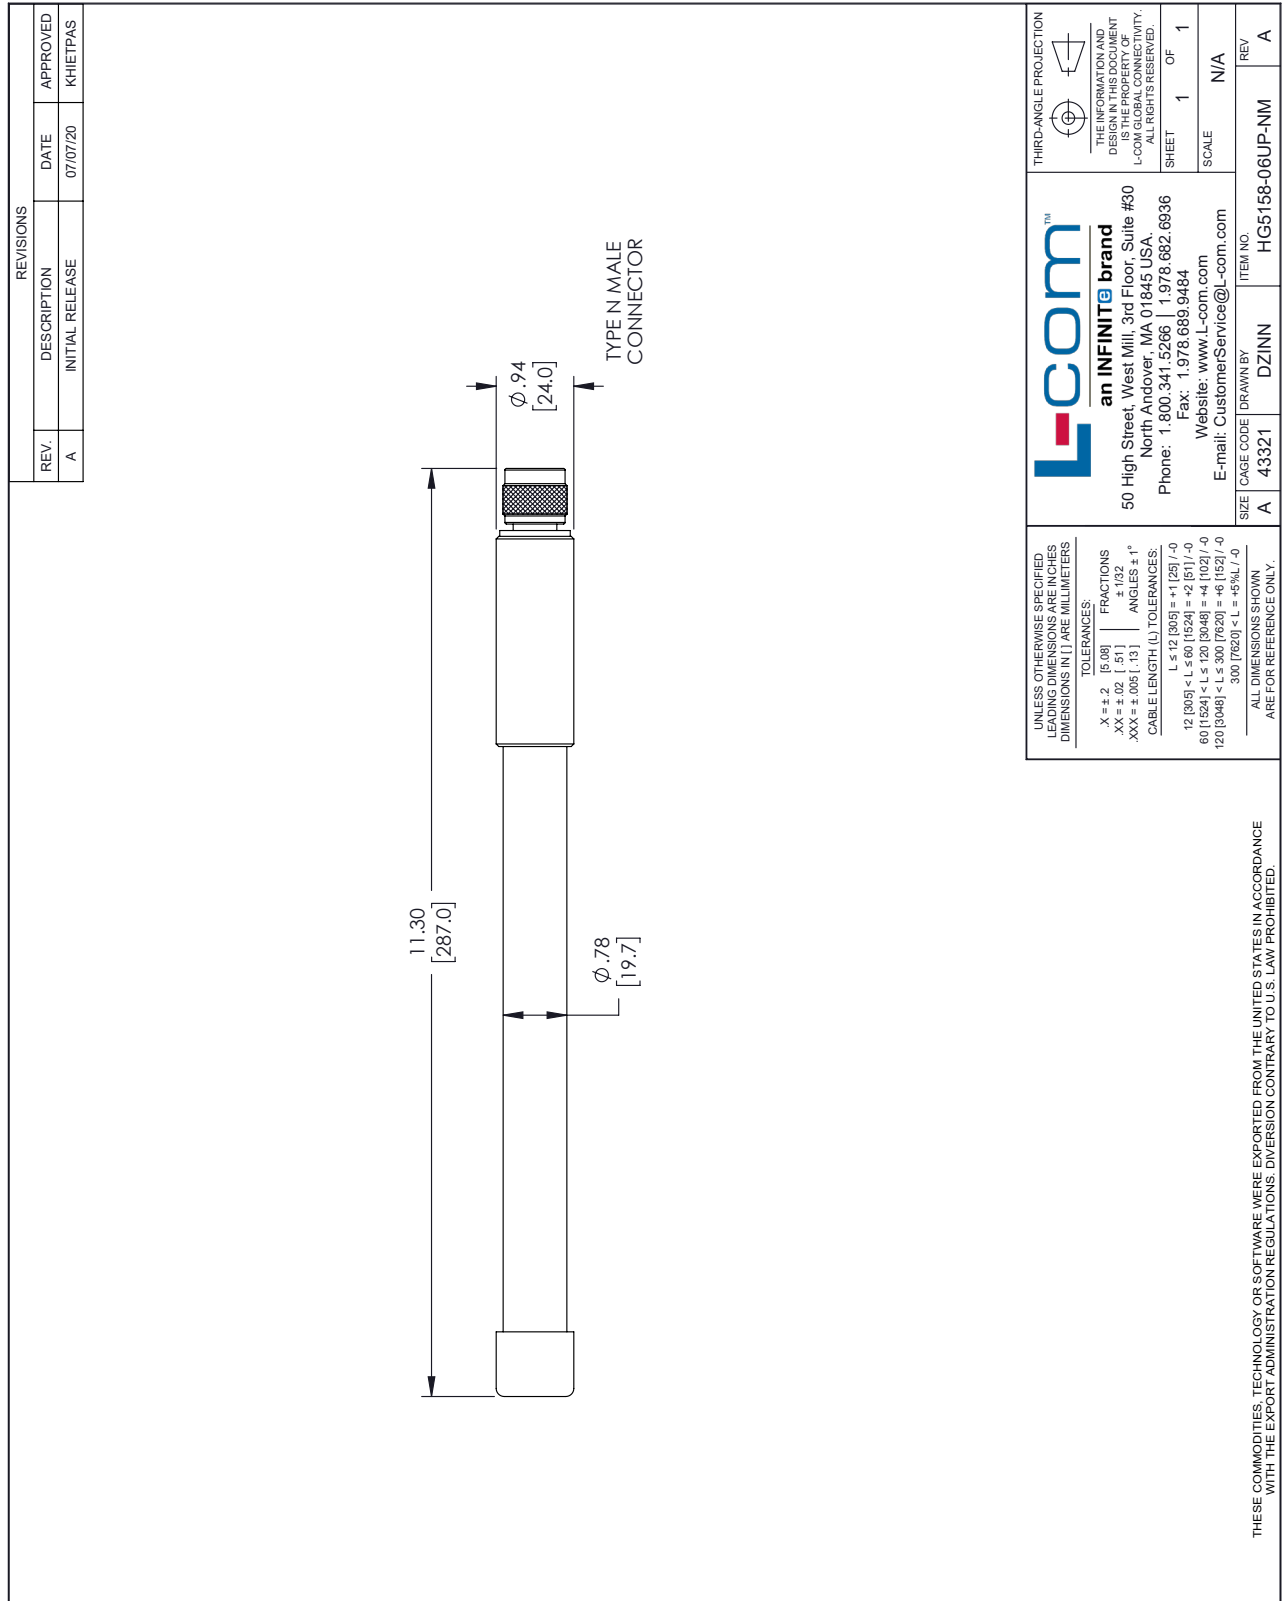 REVISIONS
REV. DESCRIPTION DATE APPROVED
A INITIAL RELEASE 07/07/20 KHIETPAS
11.30
[287.0]
Ø.94
[24.0]
Ø.78
[19.7]
TYPE N MALE
CONNECTOR
UNLESS OTHERWISE SPECIFIED
LEADING DIMENSIONS ARE INCHES
DIMENSIONS IN [ ] ARE MILLIMETERS
TOLERANCES:
.X = ± .2 [5.08] FRACTIONS
.XX = ± .02 [ .51 ] ± 1/32
.XXX = ± .005 [ .13 ] ANGLES ± 1°
CABLE LENGTH (L) TOLERANCES:
L ≤ 12 [305] = +1 [25] / -0
12 [305] < L ≤ 60 [1524] = +2 [51] / -0
60 [1524] < L ≤ 120 [3048] = +4 [102] / -0
120 [3048] < L ≤ 300 [7620] = +6 [152] / -0
300 [7620] < L = +5%L / -0
ALL DIMENSIONS SHOWN
ARE FOR REFERENCE ONLY.
L-com™
an INFINITe brand
50 High Street, West Mill, 3rd Floor, Suite #30
North Andover, MA 01845 USA.
Phone: 1.800.341.5266 | 1.978.682.6936
Fax: 1.978.689.9484
Website: www.L-com.com
E-mail: CustomerService@L-com.com
THIRD-ANGLE PROJECTION
THE INFORMATION AND
DESIGN IN THIS DOCUMENT
IS THE PROPERTY OF
L-COM GLOBAL CONNECTIVITY.
ALL RIGHTS RESERVED.
SHEET 1 OF 1
SCALE N/A
SIZE CAGE CODE DRAWN BY ITEM NO. REV
A 43321 DZINN HG5158-06UP-NM A
THESE COMMODITIES, TECHNOLOGY OR SOFTWARE WERE EXPORTED FROM THE UNITED STATES IN ACCORDANCE
WITH THE EXPORT ADMINISTRATION REGULATIONS. DIVERSION CONTRARY TO U.S. LAW PROHIBITED.